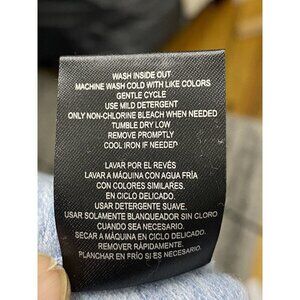 WASH INSIDE OUT
MACHINE WASH COLD WITH LIKE COLORS
GENTLE CYCLE
USE MILD DETERGENT
ONLY NON-CHLORINE BLEACH WHEN NEEDED
TUMBLE DRY LOW
REMOVE PROMPTLY
COOL IRON IF NEEDED
LAVAR POR EL REVÉS
LAVAR A MÁQUINA CON AGUA FRÍA
CON COLORES SIMILARES.
EN CICLO DELICADO.
USAR DETERGENTE SUAVE.
USAR SOLAMENTE BLANQUEADOR SIN CLORO
CUANDO SEA NECESARIO.
SECAR A MÁQUINA EN CICLO DELICADO.
REMOVER RÁPIDAMENTE.
PLANCHAR EN FRÍO SI ES NECESARIO.